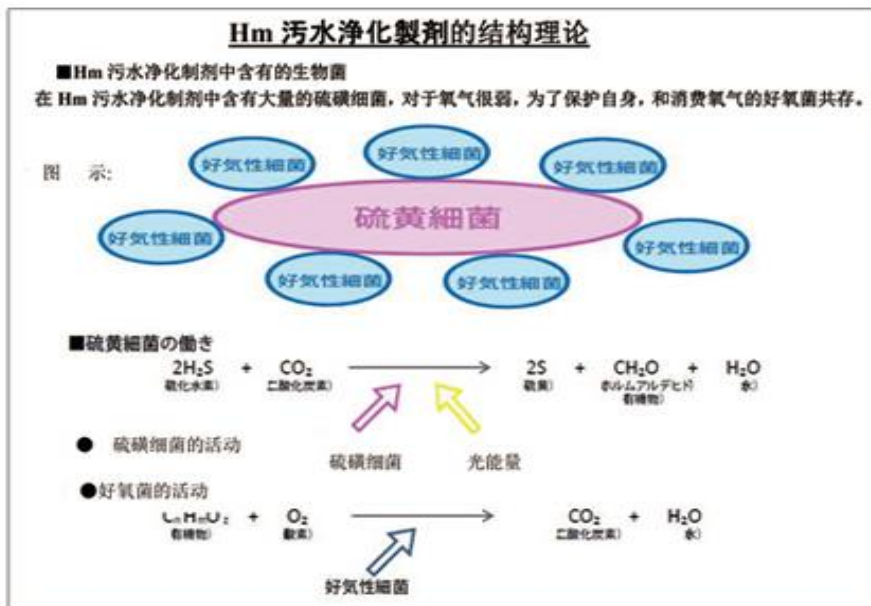 Hm 污水浄化製剤的结构理论
■Hm 污水净化制剂中含有的生物菌
在 Hm 污水净化制剂中含有大量的硫磺细菌，对于氧气很弱，为了保护自身，和消费氧气的好氧菌共存。
图 示:
好気性細菌 好気性細菌 好気性細菌
硫黄細菌
好気性細菌 好気性細菌
好気性細菌 好気性細菌
■硫黄細菌の働き
2H₂S + CO₂ → 2S + CH₂O + H₂O
硫化水素) 二酸化炭素) 硫黄) ホルムアルデヒド) 水)
有機物)
● 硫磺细菌的活动
硫磺细菌 光能量
●好氧菌的活动
+ O₂ → CO₂ + H₂O
有機物) 酸素) 二酸化炭素) 水)
好気性細菌